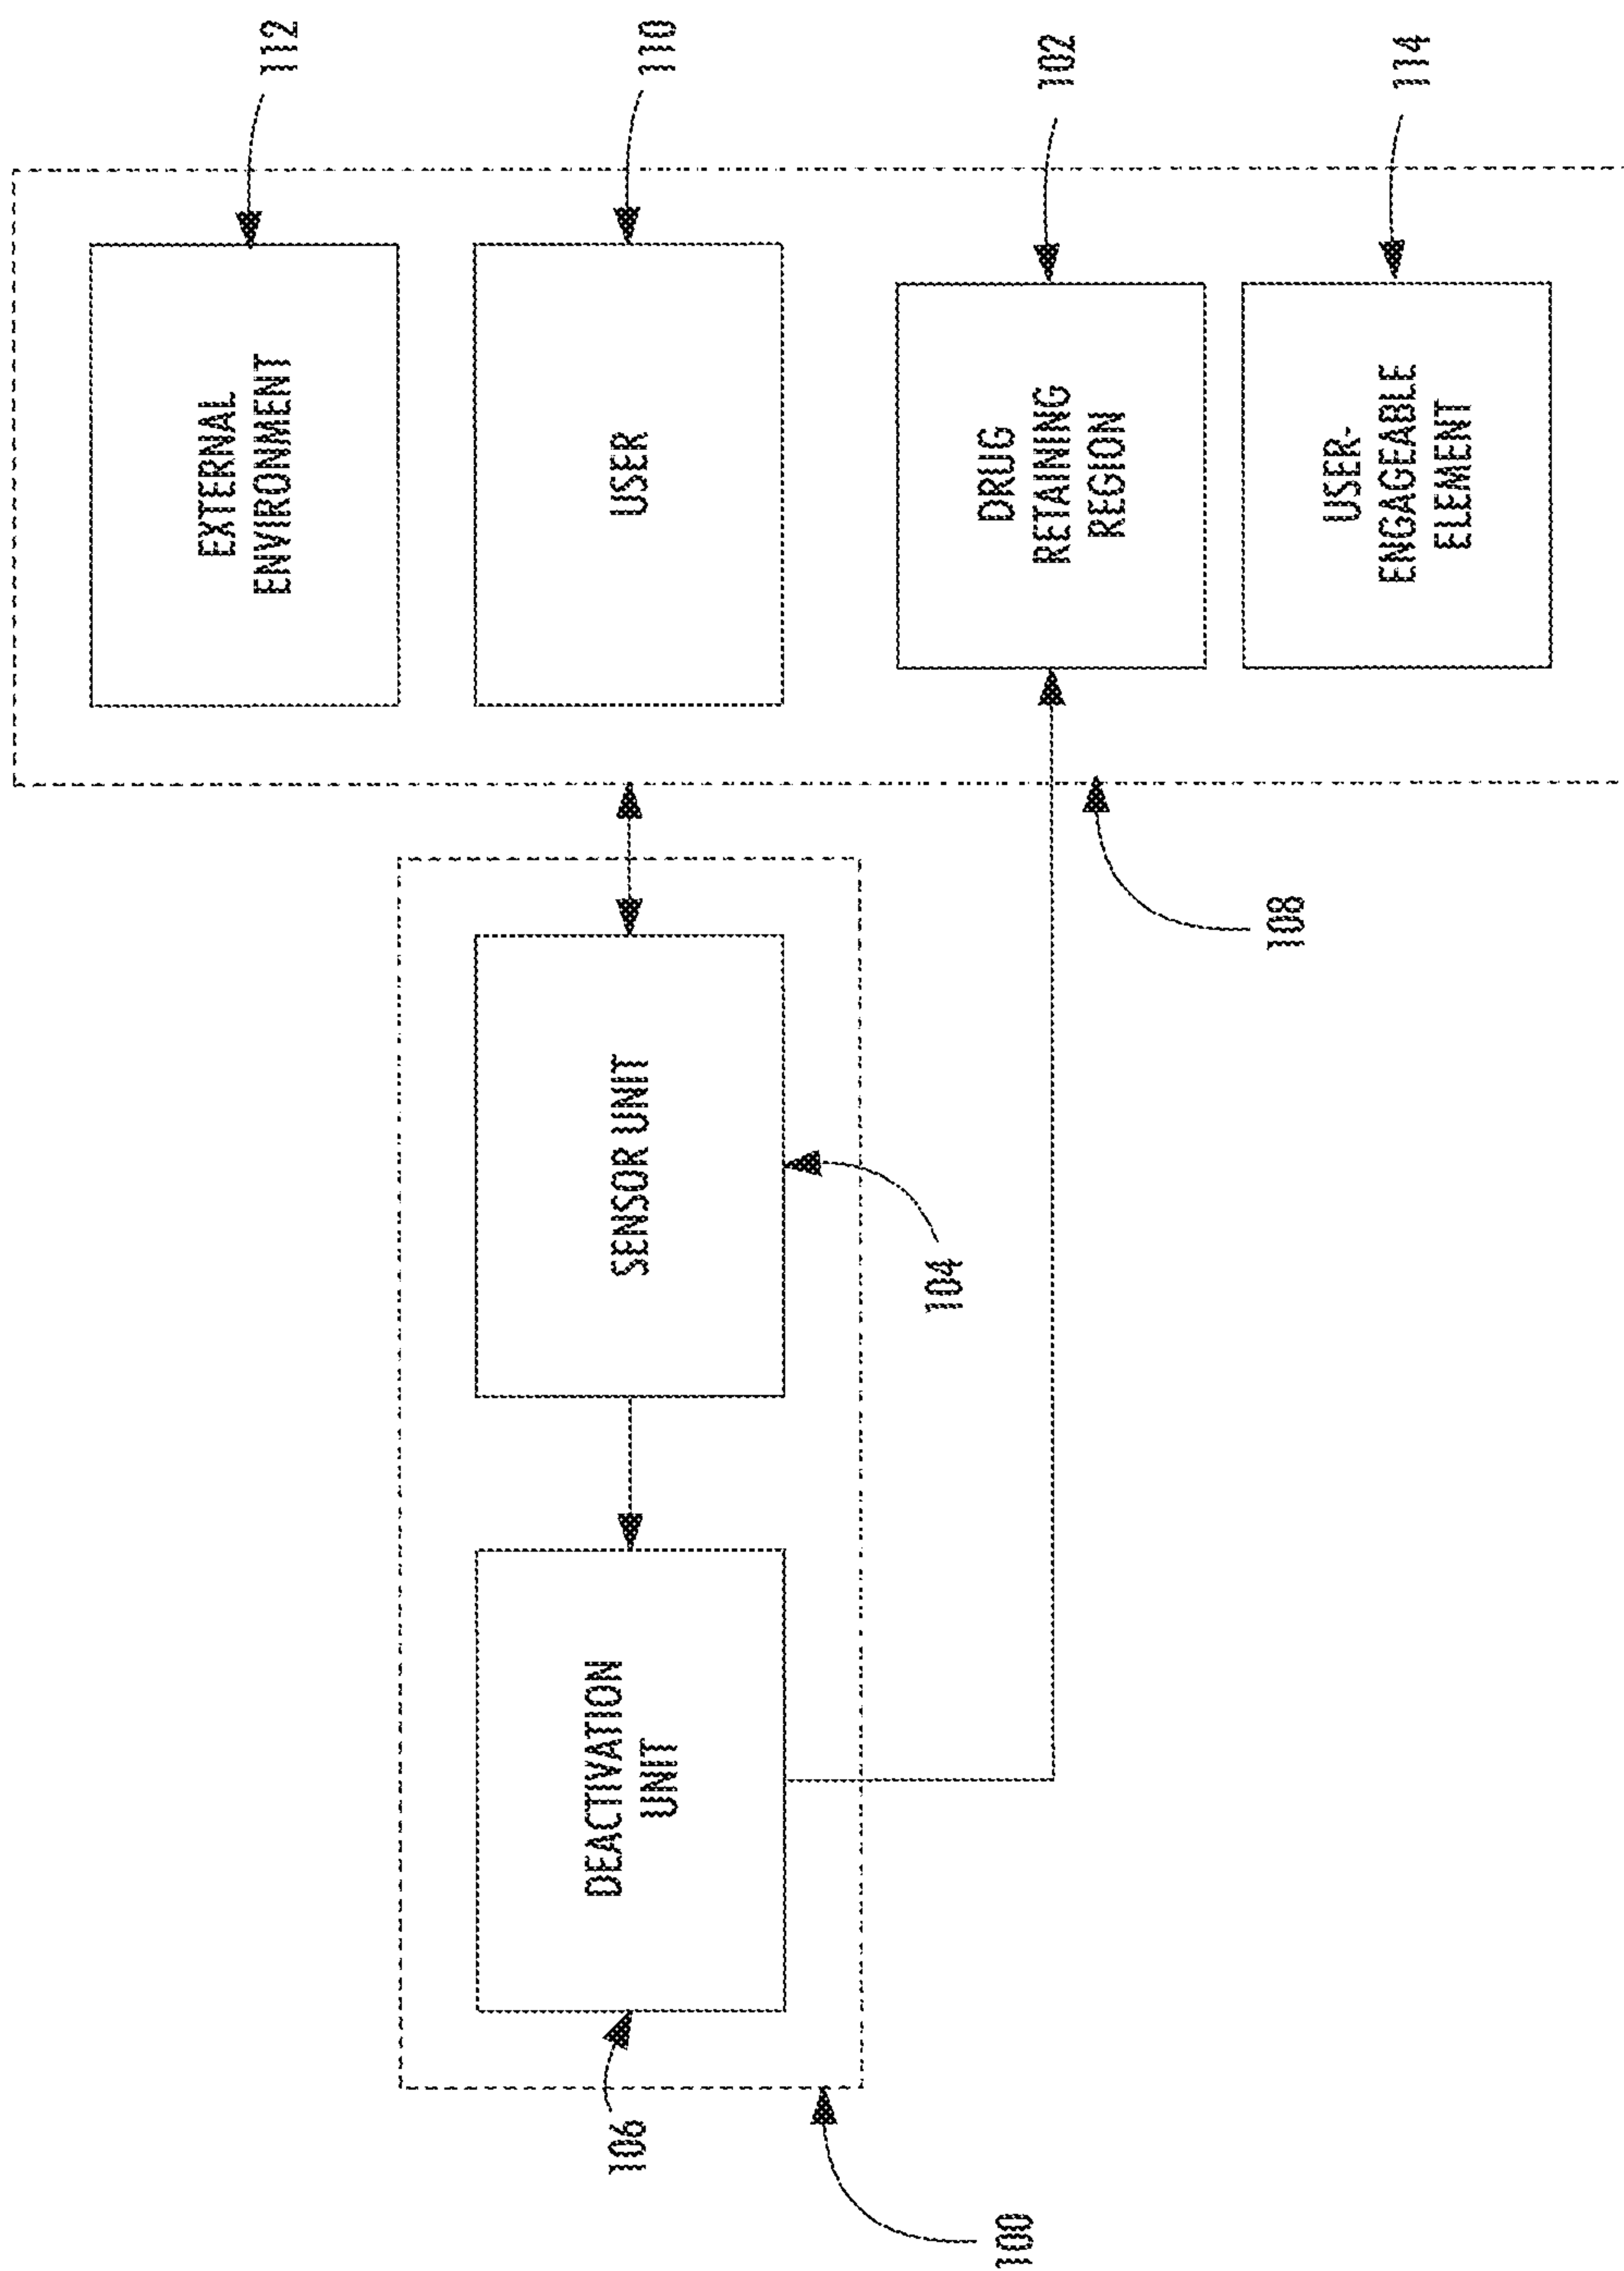 112
EXTERNAL
ENVIRONMENT
110
USER
102
DRUG
RETAINING
REGION
114
USER-
ENGAGEABLE
ELEMENT
108
SENSOR UNIT
104
DEACTIVATION
UNIT
106
100